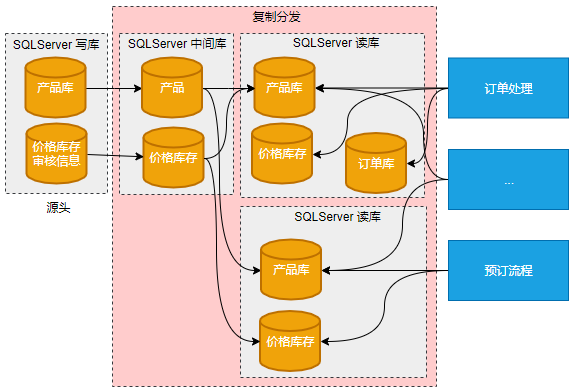 复制分发
SQLServer 写库
产品库
价格库存
审核信息
源头
SQLServer 中间库
产品
价格库存
SQLServer 读库
产品库
价格库存
订单库
SQLServer 读库
产品库
价格库存
订单处理
...
预订流程